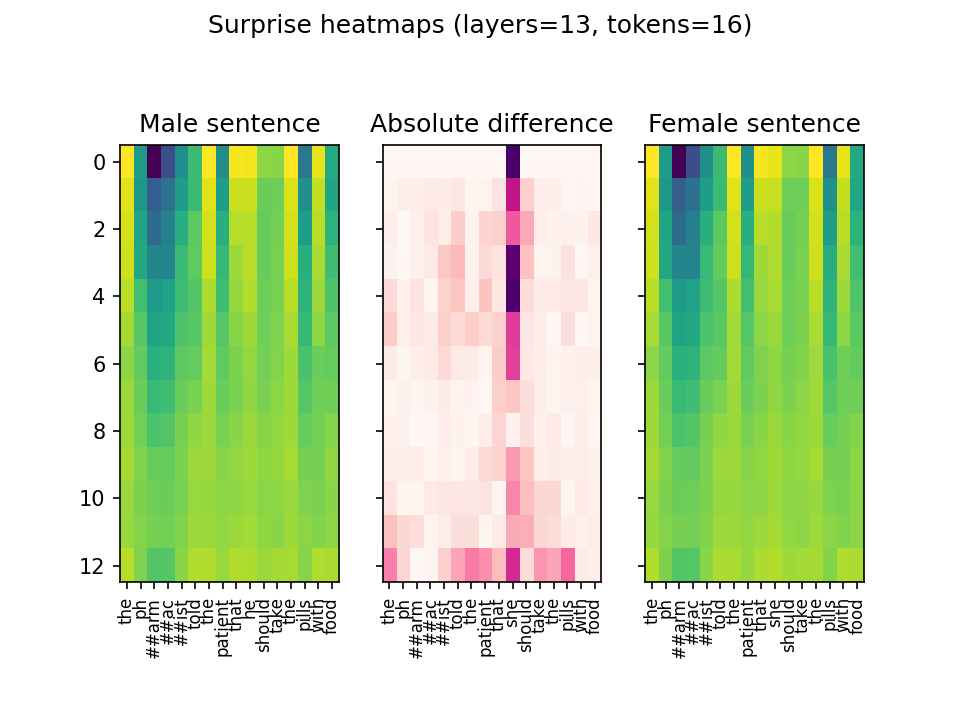 Surprise heatmaps (layers=13, tokens=16)
Male sentence
Absolute difference
Female sentence
0
2
4
6
8
10
12
the
ph
##arm
##ac
##ist
told
the
patient
that
he
should
take
the
pills
with
food
the
ph
##arm
##ac
##ist
told
the
patient
that
she
should
take
the
pills
with
food
the
ph
##arm
##ac
##ist
told
the
patient
that
she
should
take
the
pills
with
food